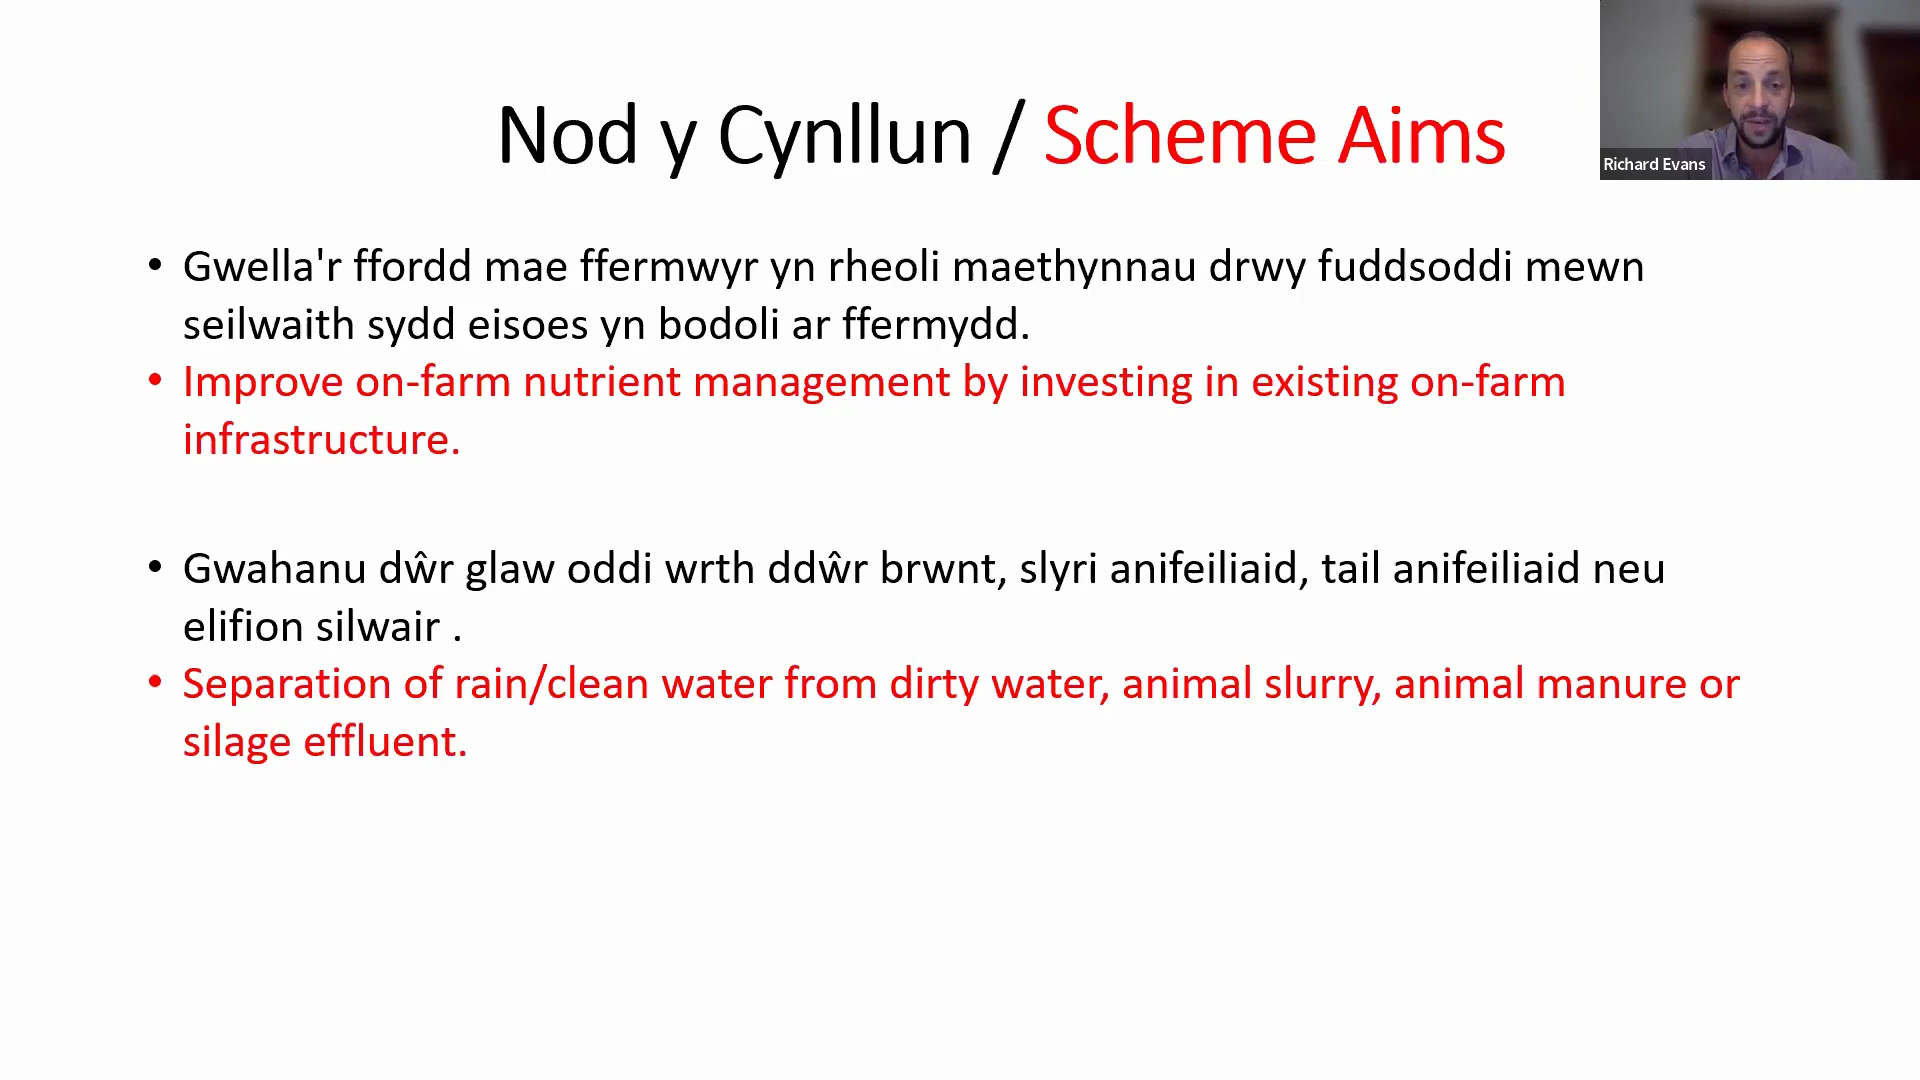 Nod y Cynllun / Scheme Aims
Richard Evans
• Gwella'r ffordd mae ffermwyr yn rheoli maethynnau drwy fuddsoddi mewn
seilwaith sydd eisoes yn bodoli ar ffermydd.
• Improve on-farm nutrient management by investing in existing on-farm
infrastructure.
• Gwahanu dŵr glaw oddi wrth ddŵr brwnt, slyri anifeiliaid, tail anifeiliaid neu
elifion silwair .
• Separation of rain/clean water from dirty water, animal slurry, animal manure or
silage effluent.